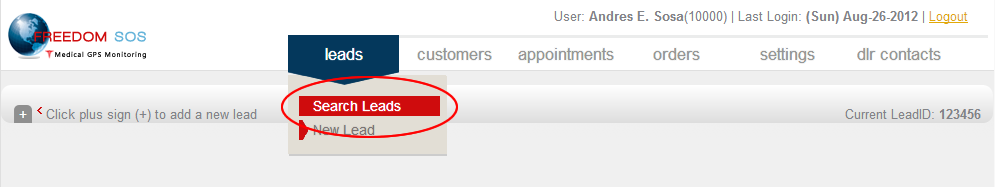 User: Andres E. Sosa(10000) | Last Login: (Sun) Aug-26-2012 | Logout
FREEDOM SOS
Medical GPS Monitoring
leads customers appointments orders settings dlr contacts
Search Leads
+ Click plus sign (+) to add a new lead
Current LeadID: 123456
New Lead